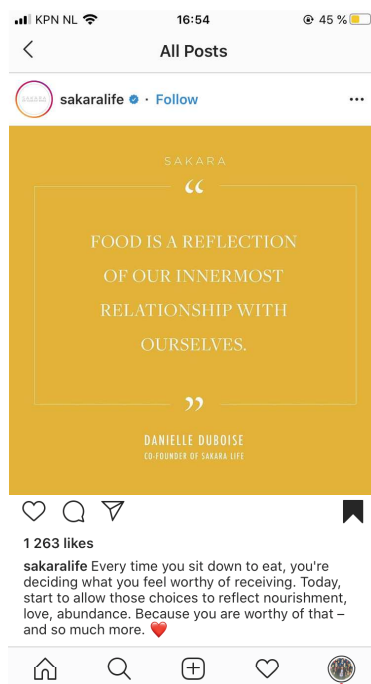 KPN NL 16:54 45 %
All Posts
sakaralife · Follow
SAKARA
“
FOOD IS A REFLECTION
OF OUR INNERMOST
RELATIONSHIP WITH
OURSELVES.
”
DANIELLE DUBOISE
CO-FOUNDER OF SAKARA LIFE
1 263 likes
sakaralife Every time you sit down to eat, you're
deciding what you feel worthy of receiving. Today,
start to allow those choices to reflect nourishment,
love, abundance. Because you are worthy of that –
and so much more. ❤️